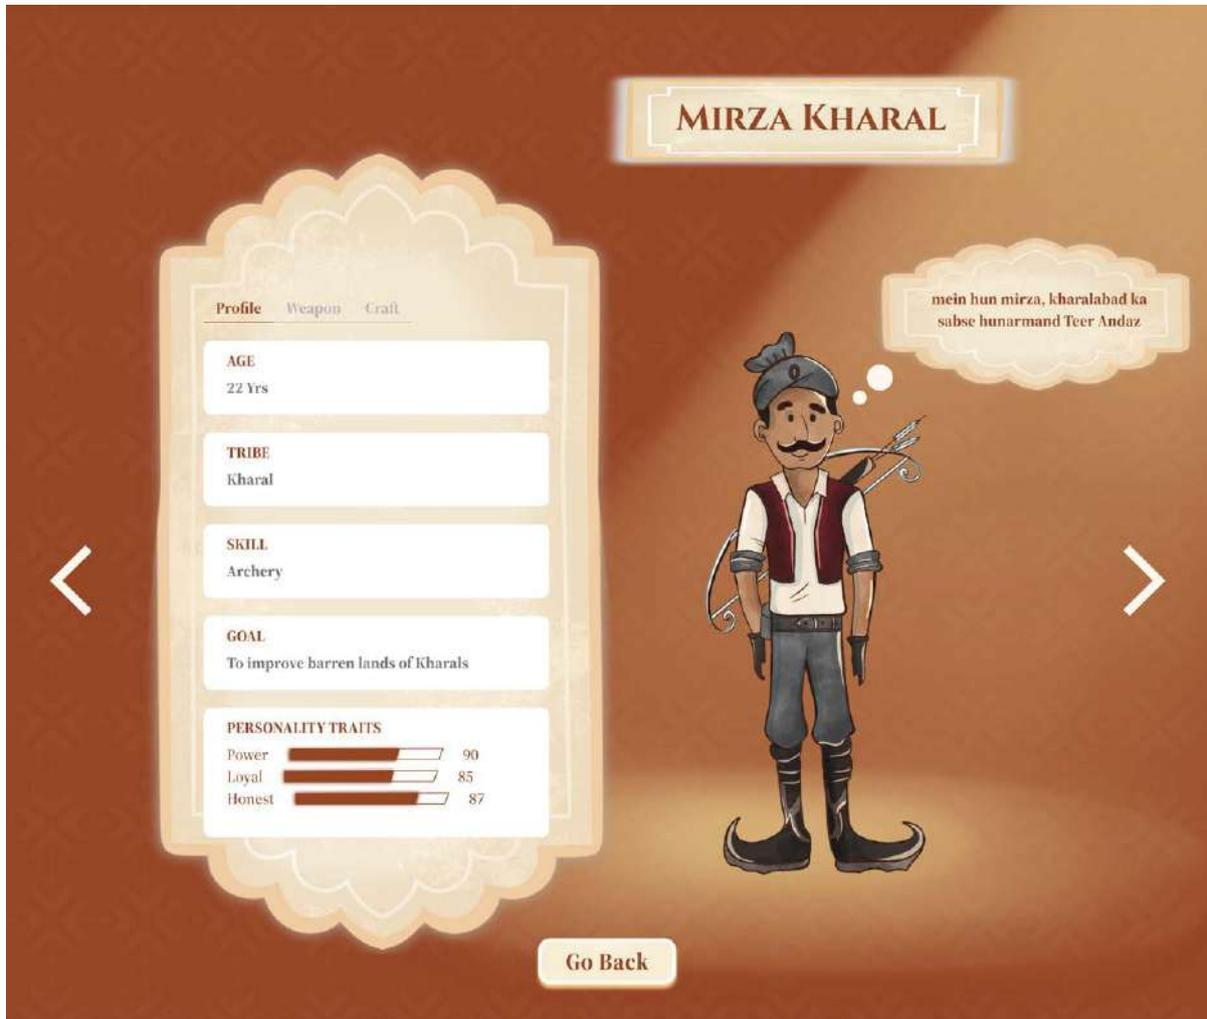 MIRZA KHARAL
mein hun mirza, kharalabad ka
sabse hunarmand Teer Andaz
Profile Weapon Craft
AGE
22 Yrs
TRIBE
Kharal
SKILL
Archery
GOAL
To improve barren lands of Kharals
PERSONALITY TRAITS
Power 90
Loyal 85
Honest 87
Go Back